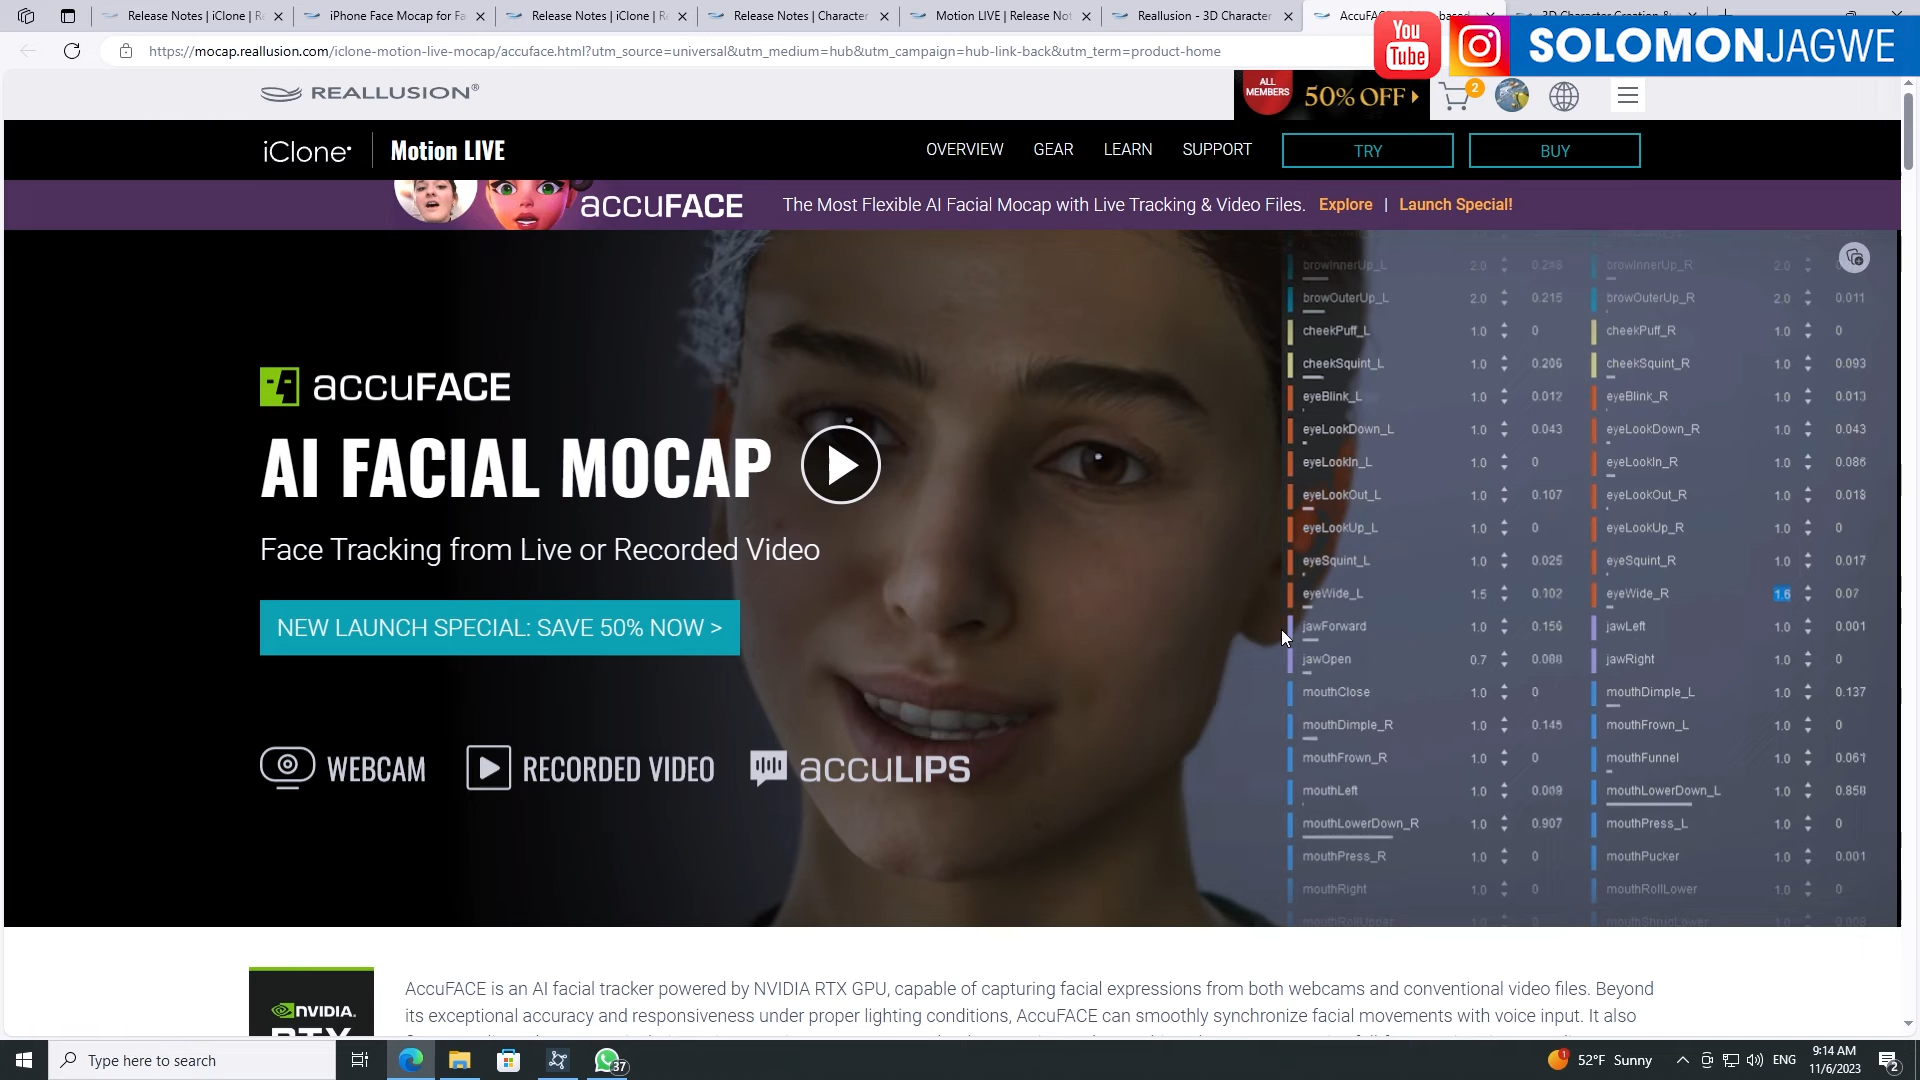 Release Notes | iClone | R
iPhone Face Mocap for Fa
Release Notes | iClone | R
Release Notes | Character
Motion LIVE | Release No
Reallusion - 3D Character
You Tube
SOLOMONJAGWE
https://mocap.reallusion.com/iclone-motion-live-mocap/accuface.html?utm_source=universal&utm_medium=hub&utm_campaign=hub-link-back&utm_term=product-home
REALLUSION®
ALL MEMBERS 50% OFF
2
iClone
Motion LIVE
OVERVIEW GEAR LEARN SUPPORT TRY BUY
accuFACE The Most Flexible AI Facial Mocap with Live Tracking & Video Files. Explore | Launch Special!
browInnerUp_L 2.0 browInnerUp_R 2.0
browOuterUp_L 2.0 0.215 browOuterUp_R 2.0 0.011
cheekPuff_L 1.0 0 cheekPuff_R 1.0 0
cheekSquint_L 1.0 0.206 cheekSquint_R 1.0 0.093
eyeBlink_L 1.0 0.012 eyeBlink_R 1.0 0.013
eyeLookDown_L 1.0 0.043 eyeLookDown_R 1.0 0.043
eyeLookIn_L 1.0 0 eyeLookIn_R 1.0 0.086
eyeLookOut_L 1.0 0.107 eyeLookOut_R 1.0 0.018
eyeLookUp_L 1.0 0 eyeLookUp_R 1.0 0
eyeSquint_L 1.0 0.025 eyeSquint_R 1.0 0.017
eyeWide_L 1.5 0.102 eyeWide_R 1.6 0.07
jawForward 1.0 0.156 jawLeft 1.0 0.001
jawOpen 0.7 0.088 jawRight 1.0 0
mouthClose 1.0 0 mouthDimple_L 1.0 0.137
mouthDimple_R 1.0 0.145 mouthFrown_L 1.0 0
mouthFrown_R 1.0 0 mouthFunnel 1.0 0.061
mouthLeft 1.0 0.009 mouthLowerDown_L 1.0 0.858
mouthLowerDown_R 1.0 0.907 mouthPress_L 1.0 0
mouthPress_R 1.0 0 mouthPucker 1.0 0.001
mouthRight 1.0 0 mouthRollLower 1.0 0
accuFACE
AI FACIAL MOCAP
Face Tracking from Live or Recorded Video
NEW LAUNCH SPECIAL: SAVE 50% NOW >
WEBCAM RECORDED VIDEO accuLIPS
NVIDIA.
RTX
AccuFACE is an AI facial tracker powered by NVIDIA RTX GPU, capable of capturing facial expressions from both webcams and conventional video files. Beyond
its exceptional accuracy and responsiveness under proper lighting conditions, AccuFACE can smoothly synchronize facial movements with voice input. It also
Type here to search
37
52°F Sunny
ENG
9:14 AM
11/6/2023
2